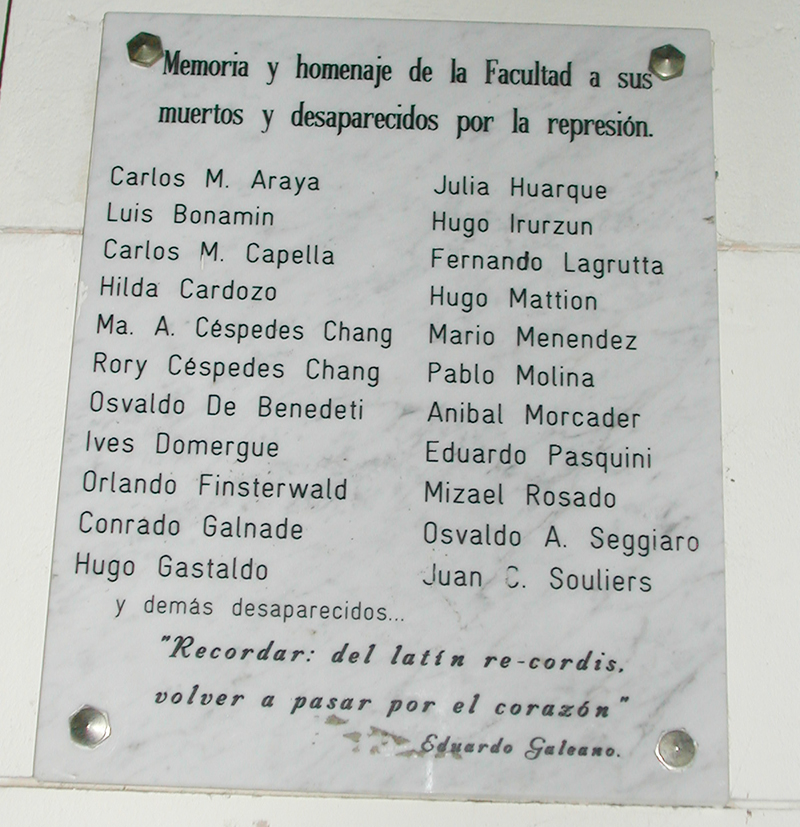 Memoria y homenaje de la Facultad a sus
muertos y desaparecidos por la represión.
Carlos M. Araya
Luis Bonamin
Carlos M. Capella
Hilda Cardozo
Ma. A. Céspedes Chang
Rory Céspedes Chang
Osvaldo De Benedeti
Ives Domergue
Orlando Finsterwald
Conrado Galnade
Hugo Gastaldo
Julia Huarque
Hugo Irurzun
Fernando Lagrutta
Hugo Mattion
Mario Menendez
Pablo Molina
Anibal Morcader
Eduardo Pasquini
Mizael Rosado
Osvaldo A. Seggiaro
Juan C. Souliers
y demás desaparecidos...
"Recordar: del latín re-cordis,
volver a pasar por el corazón"
Eduardo Galeano.